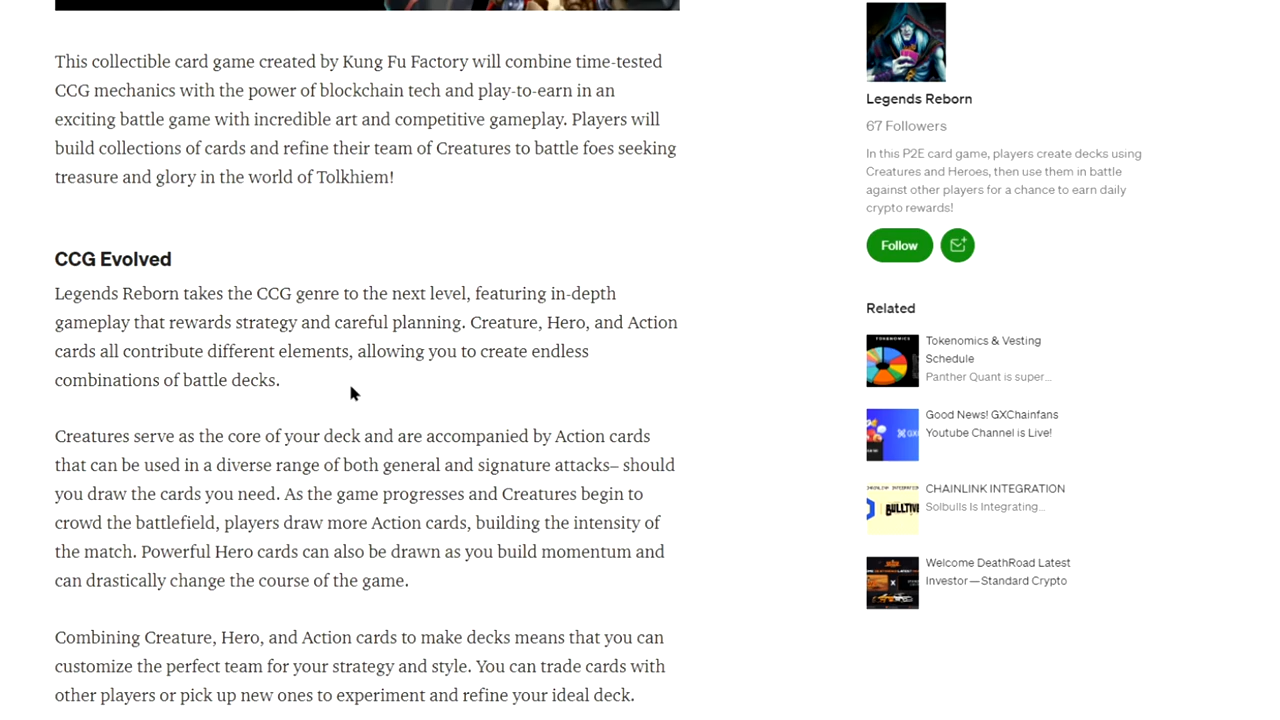 This collectible card game created by Kung Fu Factory will combine time-tested
CCG mechanics with the power of blockchain tech and play-to-earn in an
exciting battle game with incredible art and competitive gameplay. Players will
build collections of cards and refine their team of Creatures to battle foes seeking
treasure and glory in the world of Tolkhiem!
CCG Evolved
Legends Reborn takes the CCG genre to the next level, featuring in-depth
gameplay that rewards strategy and careful planning. Creature, Hero, and Action
cards all contribute different elements, allowing you to create endless
combinations of battle decks.
Creatures serve as the core of your deck and are accompanied by Action cards
that can be used in a diverse range of both general and signature attacks– should
you draw the cards you need. As the game progresses and Creatures begin to
crowd the battlefield, players draw more Action cards, building the intensity of
the match. Powerful Hero cards can also be drawn as you build momentum and
can drastically change the course of the game.
Combining Creature, Hero, and Action cards to make decks means that you can
customize the perfect team for your strategy and style. You can trade cards with
other players or pick up new ones to experiment and refine your ideal deck.
Legends Reborn
67 Followers
In this P2E card game, players create decks using
Creatures and Heroes, then use them in battle
against other players for a chance to earn daily
crypto rewards!
Follow
Related
TOKENOMICS
Tokenomics & Vesting
Schedule
Panther Quant is super...
Good News! GXChainfans
Youtube Channel is Live!
CHAINLINK INTEGRATION
Solbulls Is Integrating...
BULLTIV
Welcome DeathRoad Latest
Investor — Standard Crypto